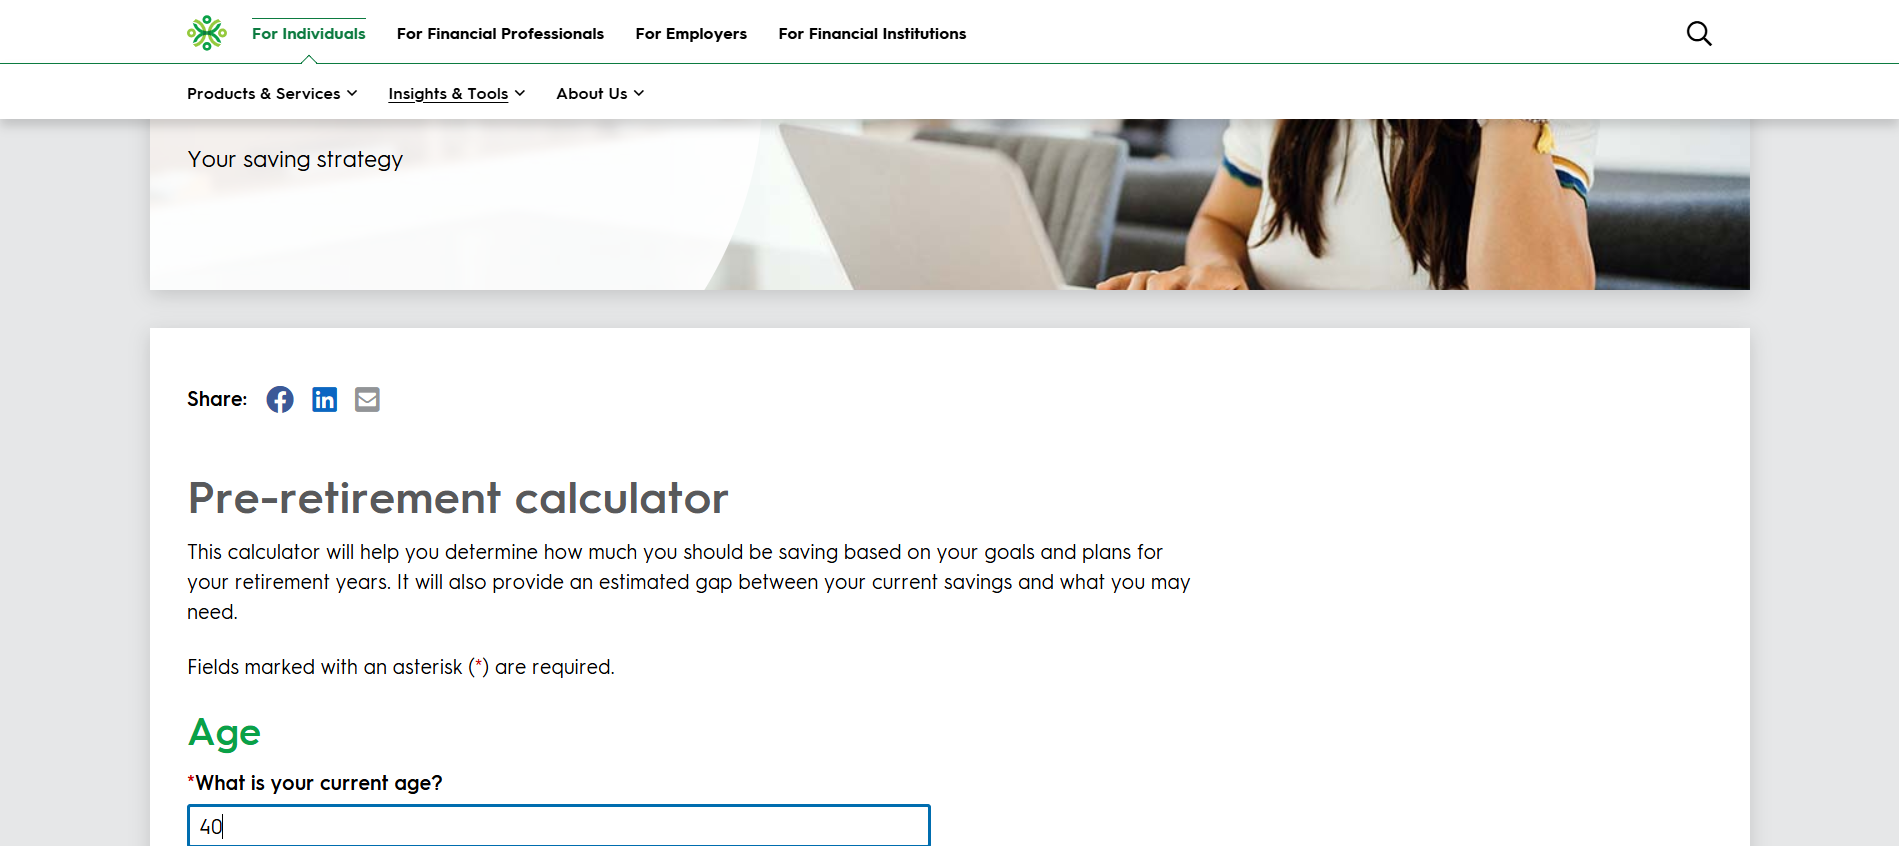 For Individuals For Financial Professionals For Employers For Financial Institutions
Products & Services Insights & Tools About Us
Your saving strategy
Share:
Pre-retirement calculator
This calculator will help you determine how much you should be saving based on your goals and plans for
your retirement years. It will also provide an estimated gap between your current savings and what you may
need.
Fields marked with an asterisk (*) are required.
Age
*What is your current age?
40